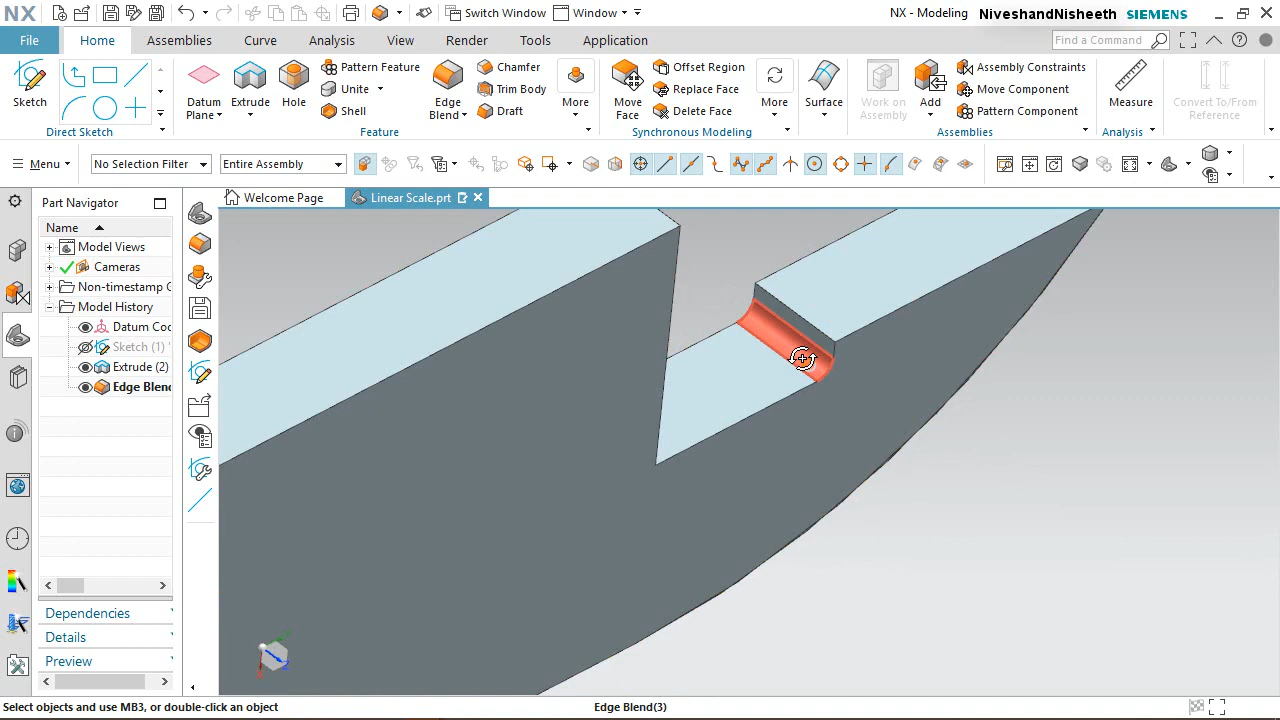 NX
Switch Window
Window
NX - Modeling
NiveshandNisheeth
SIEMENS
File
Home
Assemblies
Curve
Analysis
View
Render
Tools
Application
Find a Command
Sketch
Direct Sketch
Datum Plane
Extrude
Hole
Pattern Feature
Unite
Shell
Edge Blend
Chamfer
Trim Body
Draft
More
Feature
Move Face
Offset Region
Replace Face
Delete Face
More
Synchronous Modeling
Surface
Work on Assembly
Add
Assembly Constraints
Move Component
Pattern Component
Assemblies
Measure
Analysis
Convert To/From Reference
Menu
No Selection Filter
Entire Assembly
Part Navigator
Welcome Page
Linear Scale.prt
Name
Model Views
Cameras
Non-timestamp G
Model History
Datum Coo
Sketch (1) "
Extrude (2)
Edge Blend
Dependencies
Details
Preview
Z
Select objects and use MB3, or double-click an object
Edge Blend(3)